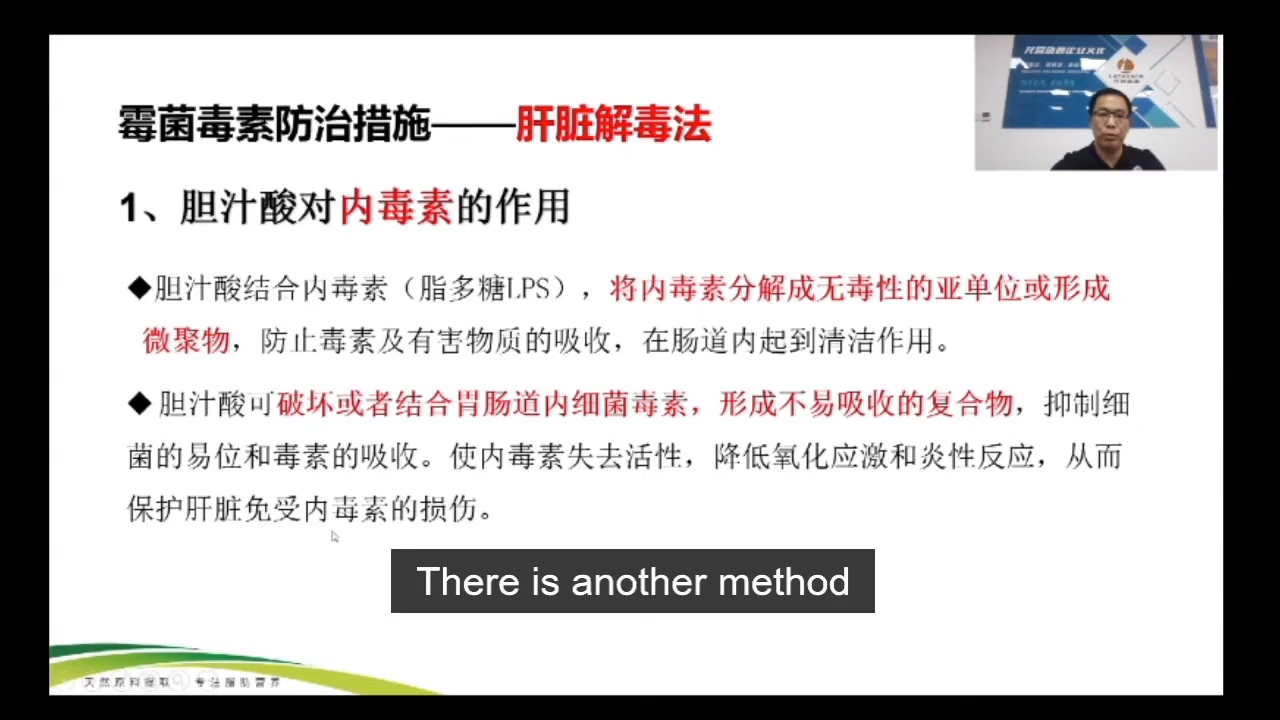 霉菌毒素防治措施——肝脏解毒法
1、胆汁酸对内毒素的作用
◆胆汁酸结合内毒素（脂多糖LPS），将内毒素分解成无毒性的亚单位或形成
微聚物，防止毒素及有害物质的吸收，在肠道内起到清洁作用。
◆ 胆汁酸可破坏或者结合胃肠道内细菌毒素，形成不易吸收的复合物，抑制细
菌的易位和毒素的吸收。使内毒素失去活性，降低氧化应激和炎性反应，从而
保护肝脏免受内毒素的损伤。
There is another method
天然原料提取 专注脂肪营养